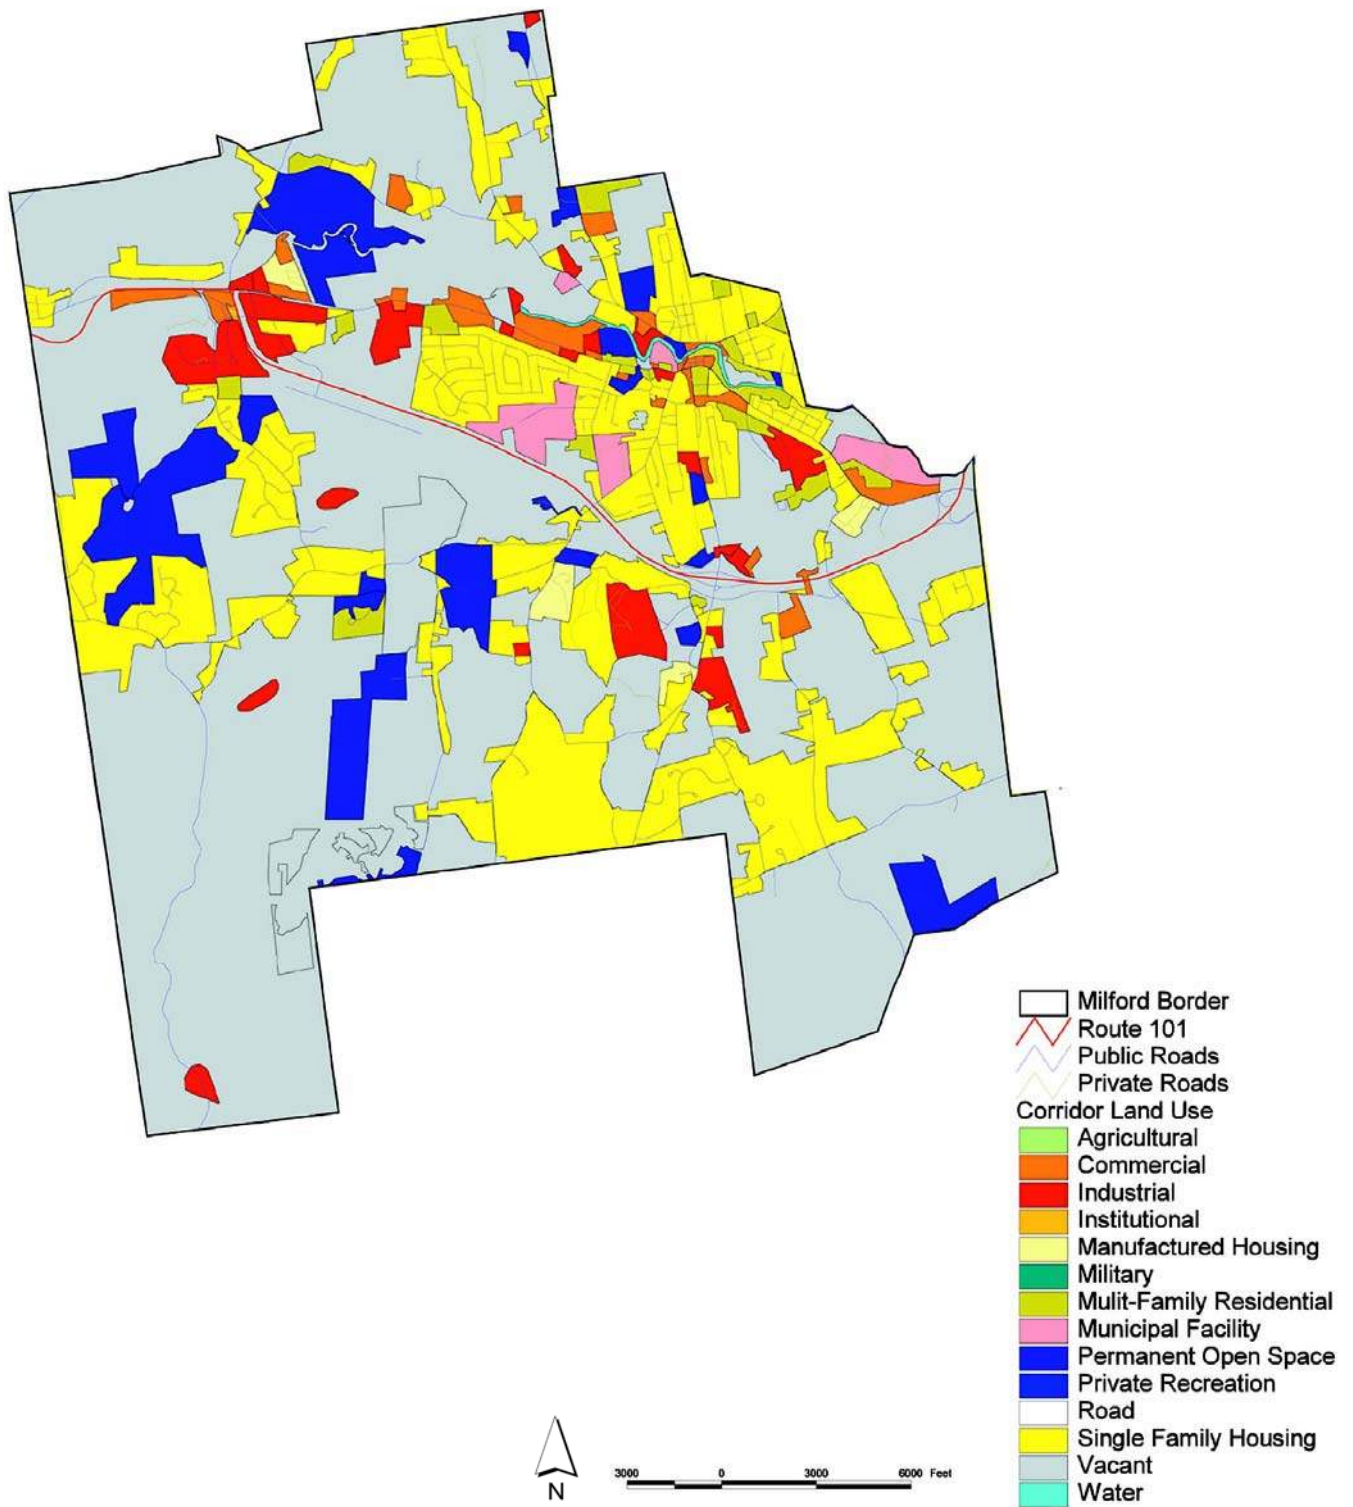 Milford Border
Route 101
Public Roads
Private Roads
Corridor Land Use
Agricultural
Commercial
Industrial
Institutional
Manufactured Housing
Military
Mulit-Family Residential
Municipal Facility
Permanent Open Space
Private Recreation
Road
Single Family Housing
Vacant
Water
N
3000 0 3000 6000 Feet